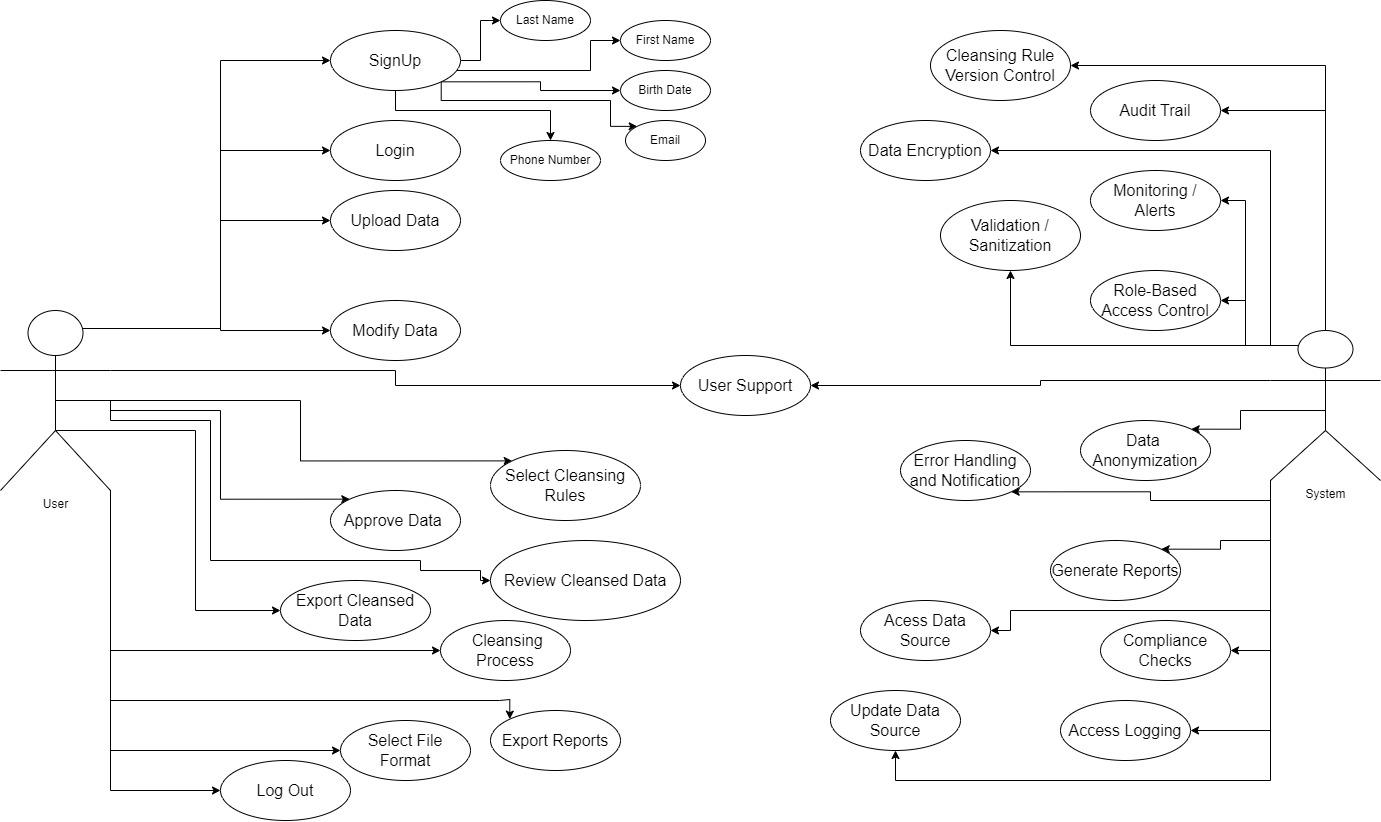 Last Name
First Name
SignUp
Birth Date
Email
Phone Number
Login
Upload Data
Modify Data
User Support
User
Select Cleansing
Rules
Approve Data
Review Cleansed Data
Export Cleansed
Data
Cleansing
Process
Export Reports
Select File
Format
Log Out
Cleansing Rule
Version Control
Audit Trail
Data Encryption
Monitoring /
Alerts
Validation /
Sanitization
Role-Based
Access Control
Data
Anonymization
Error Handling
and Notification
System
Generate Reports
Acess Data
Source
Compliance
Checks
Update Data
Source
Access Logging